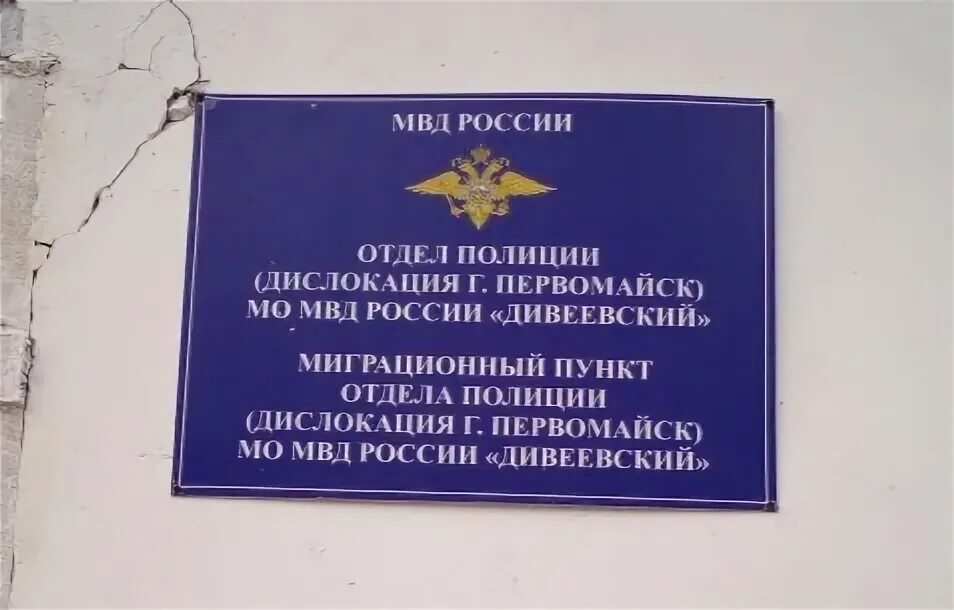 МВД РОССИИ
ОТДЕЛ ПОЛИЦИИ
(ДИСЛОКАЦИЯ Г. ПЕРВОМАЙСК)
МО МВД РОССИИ «ДИВЕЕВСКИЙ»
МИГРАЦИОННЫЙ ПУНКТ
ОТДЕЛА ПОЛИЦИИ
(ДИСЛОКАЦИЯ Г. ПЕРВОМАЙСК)
МО МВД РОССИИ «ДИВЕЕВСКИЙ»